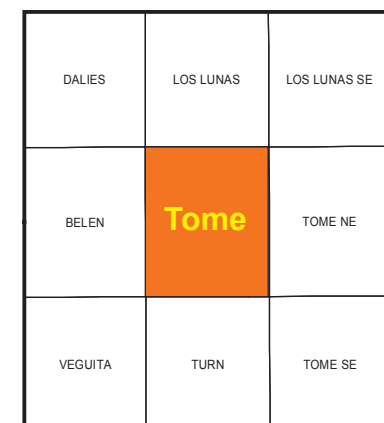 DALIES LOS LUNAS LOS LUNAS SE
BELEN Tome TOME NE
VEGUITA TURN TOME SE